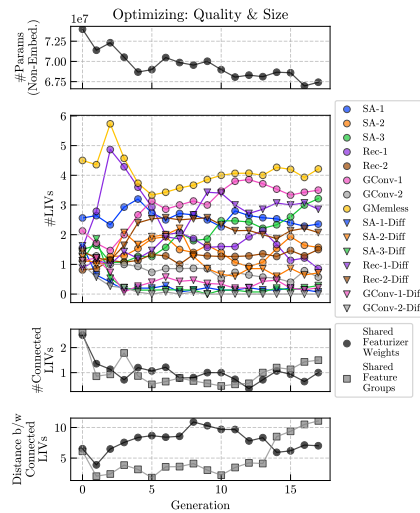 Optimizing: Quality & Size
1e7
#Params
(Non-Embed.)
7.25
7.00
6.75
#LIVs
6
5
4
3
2
1
0
SA-1
SA-2
SA-3
Rec-1
Rec-2
GConv-1
GConv-2
GMemless
SA-1-Diff
SA-2-Diff
SA-3-Diff
Rec-1-Diff
Rec-2-Diff
GConv-1-Diff
GConv-2-Diff
#Connected
LIVs
2
1
Shared
Featurizer
Weights
Shared
Feature
Groups
Distance b/w
Connected
LIVs
10
5
0 5 10 15
Generation